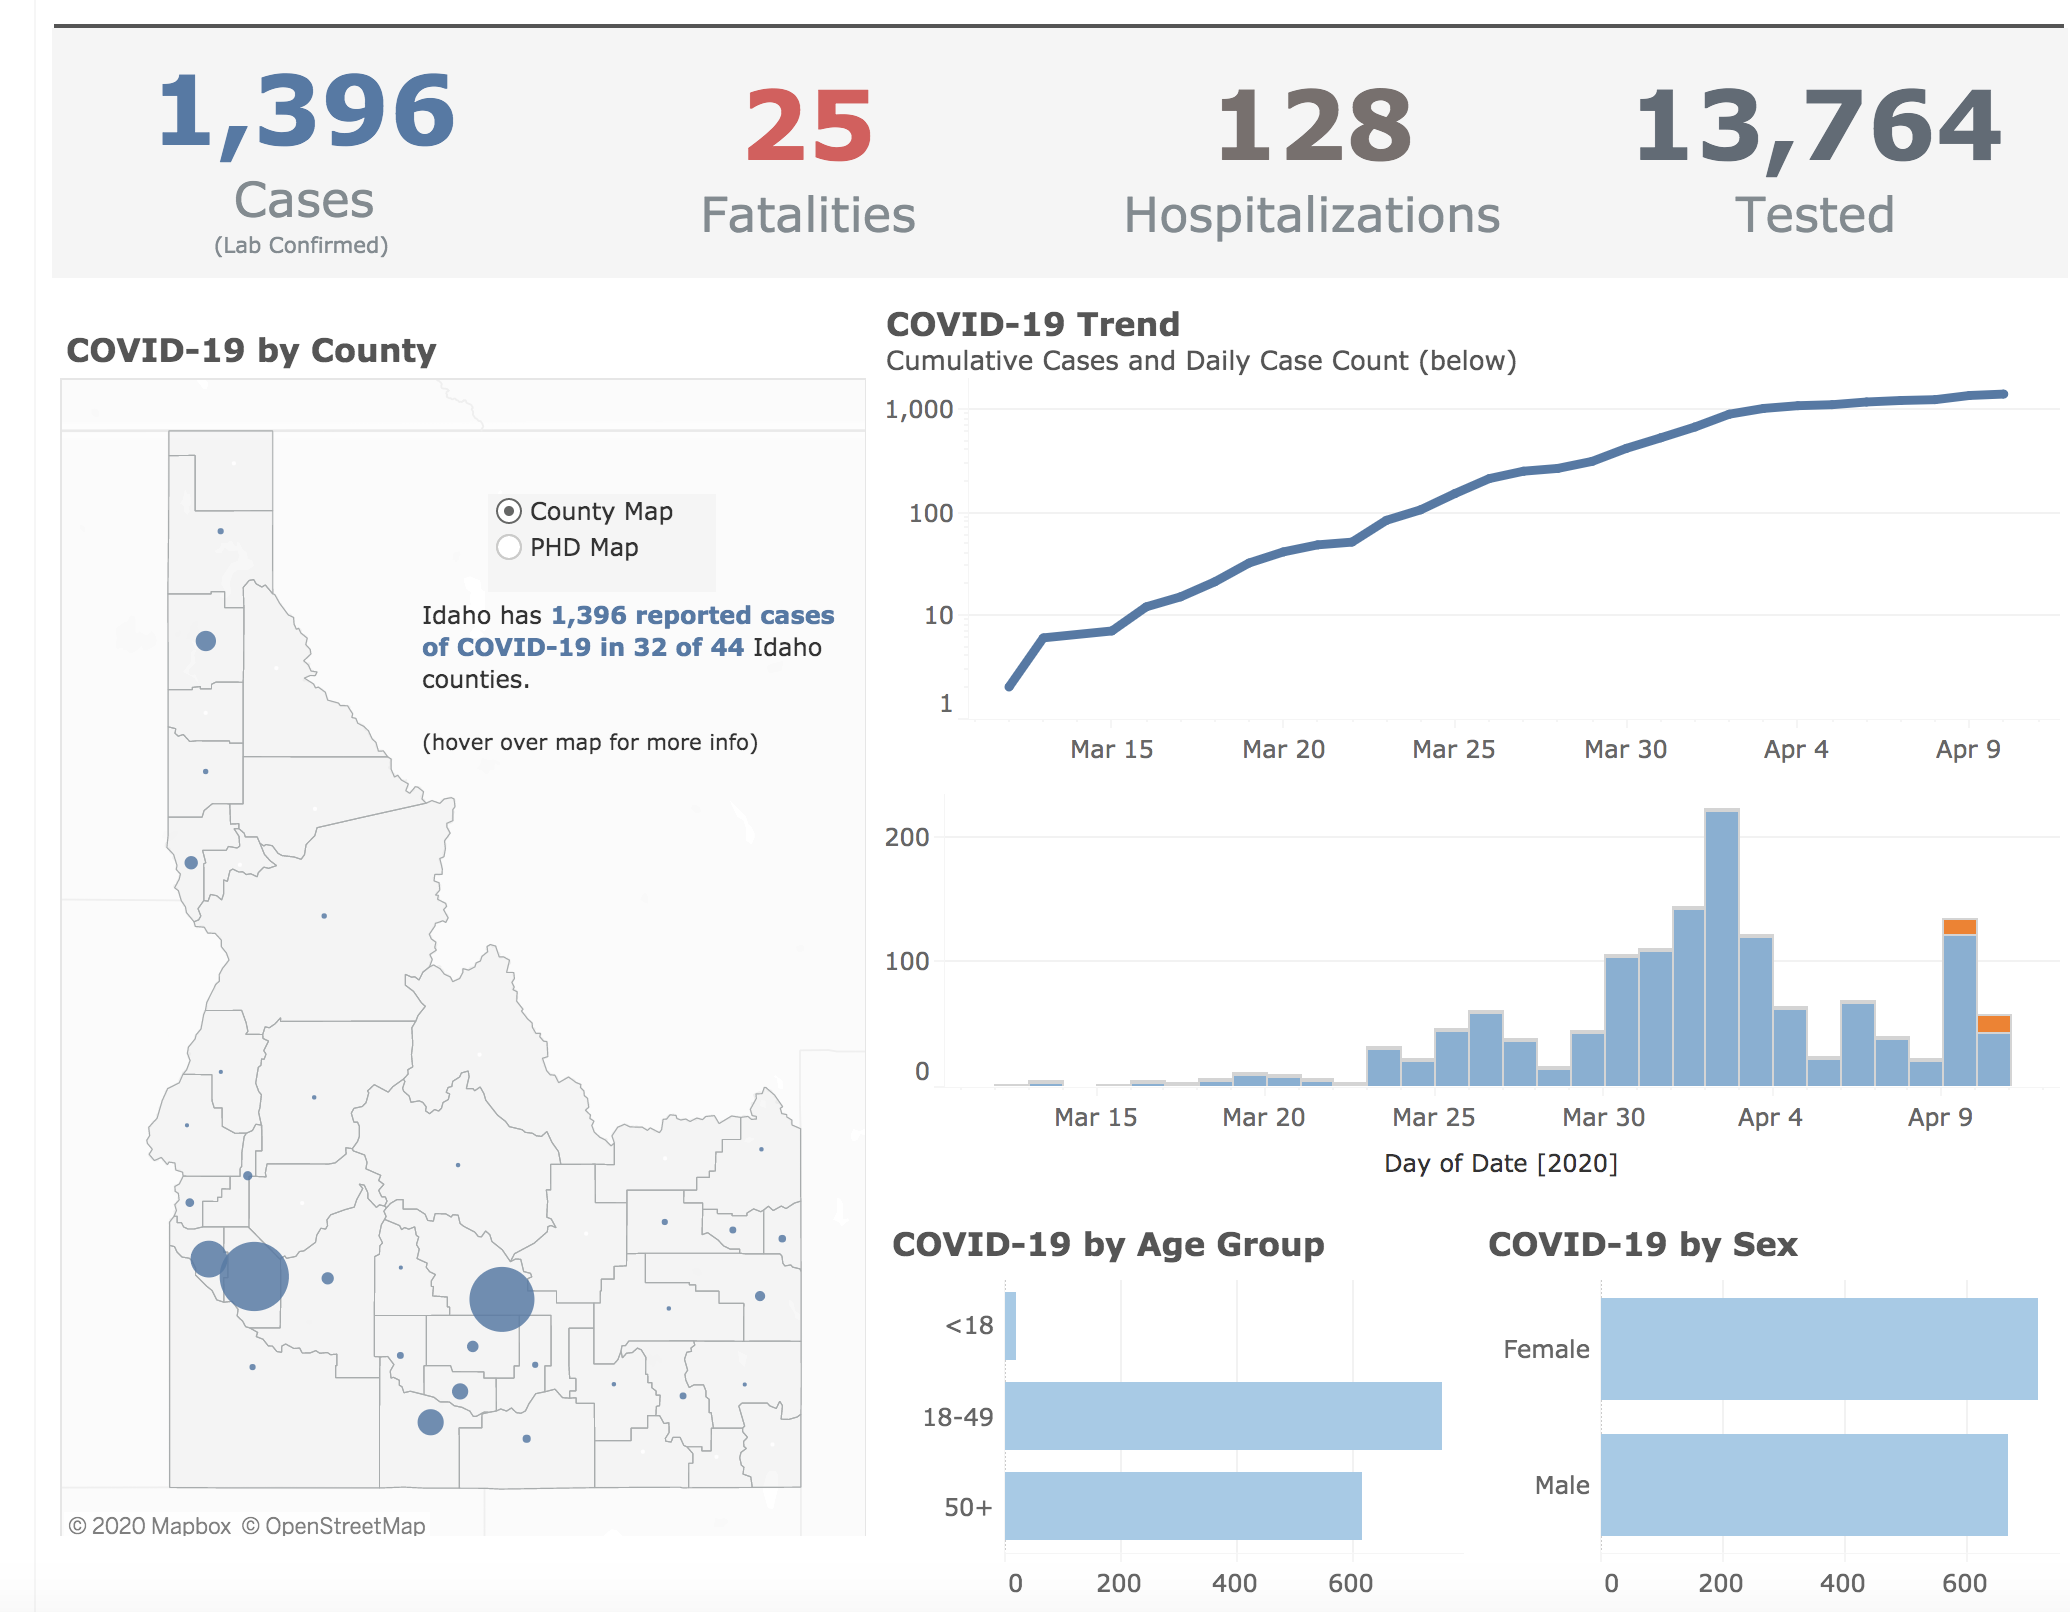 1,396
Cases
(Lab Confirmed)
25
Fatalities
128
Hospitalizations
13,764
Tested
COVID-19 by County
County Map
PHD Map
Idaho has 1,396 reported cases
of COVID-19 in 32 of 44 Idaho
counties.
(hover over map for more info)
© 2020 Mapbox © OpenStreetMap
COVID-19 Trend
Cumulative Cases and Daily Case Count (below)
1,000
100
10
1
Mar 15 Mar 20 Mar 25 Mar 30 Apr 4 Apr 9
200
100
0
Mar 15 Mar 20 Mar 25 Mar 30 Apr 4 Apr 9
Day of Date [2020]
COVID-19 by Age Group
<18
18-49
50+
0 200 400 600
COVID-19 by Sex
Female
Male
0 200 400 600